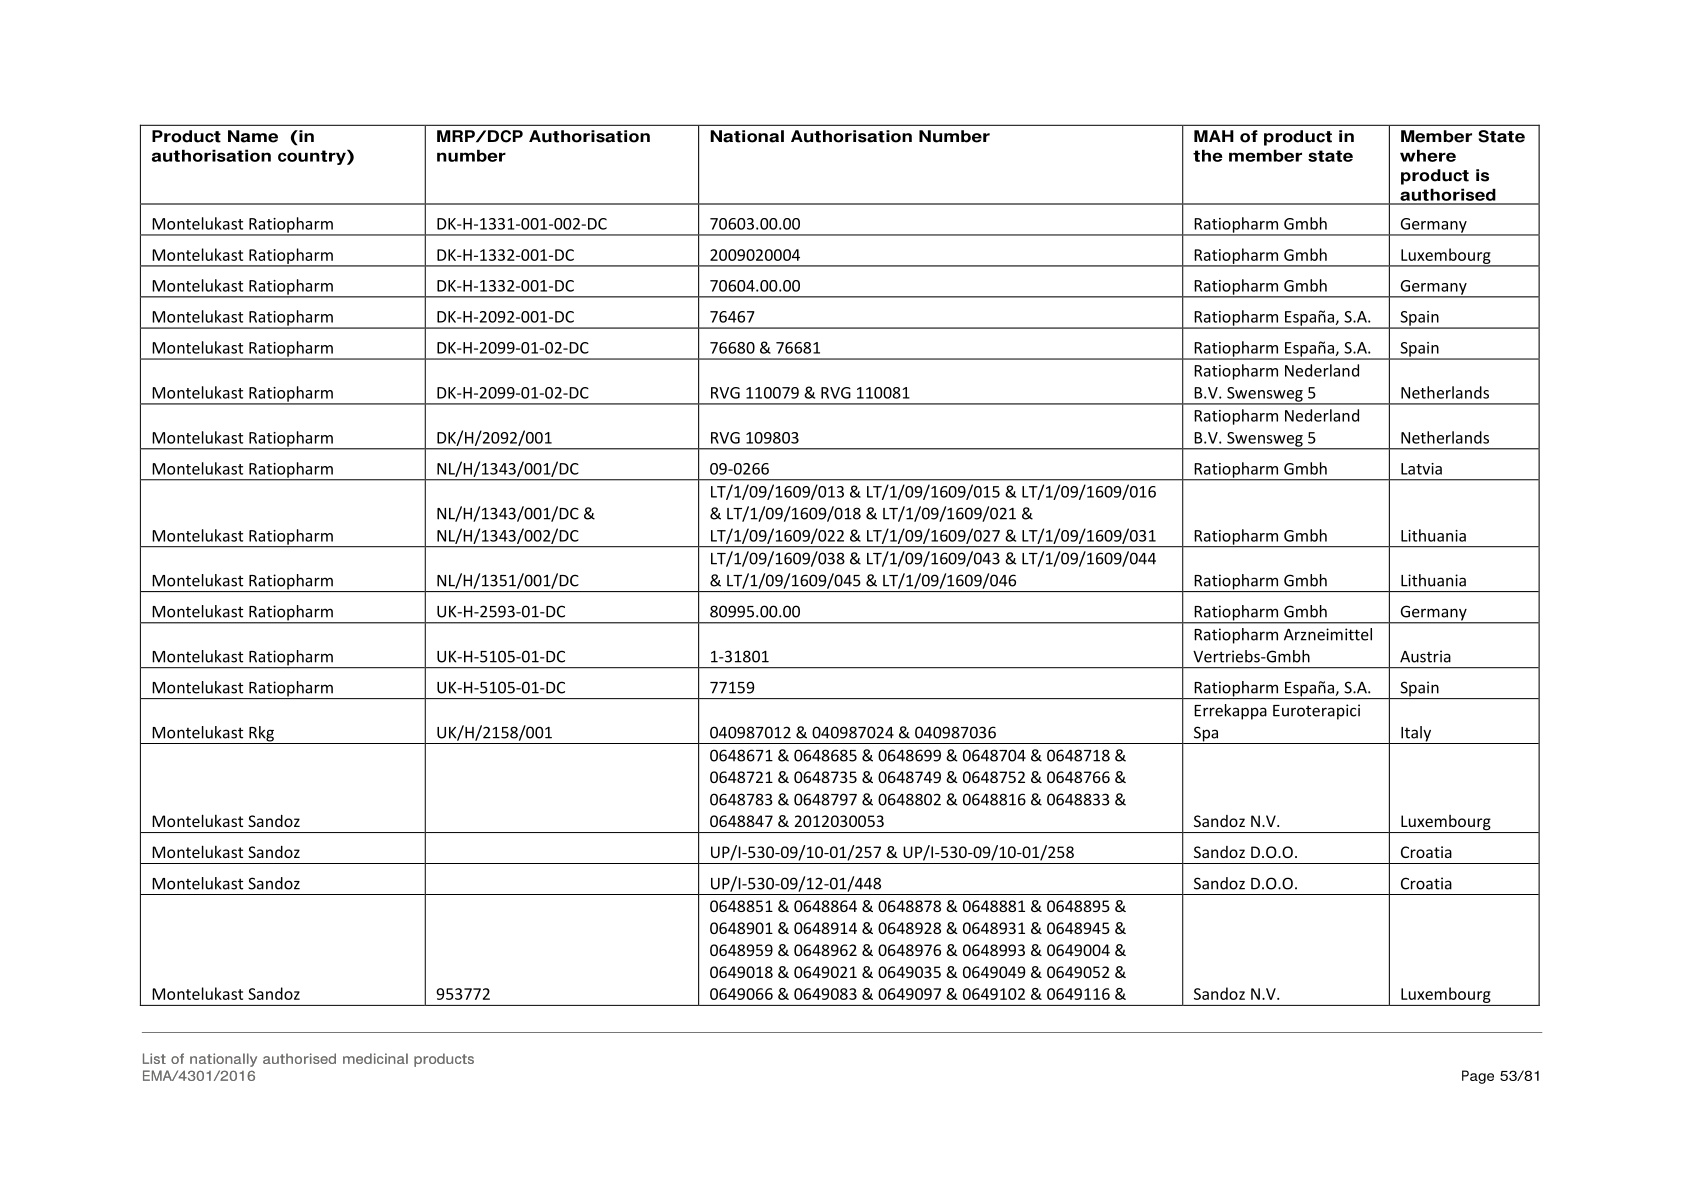 Product Name  (in
authorisation country)
MRP/DCP Authorisation
number
National Authorisation Number
MAH of product in
the member state
Member State
where
product is
authorised
Montelukast Ratiopharm
DK-H-1331-001-002-DC
70603.00.00
Ratiopharm Gmbh
Germany
Montelukast Ratiopharm
DK-H-1332-001-DC
2009020004
Ratiopharm Gmbh
Luxembourg
Montelukast Ratiopharm
DK-H-1332-001-DC
70604.00.00
Ratiopharm Gmbh
Germany
Montelukast Ratiopharm
DK-H-2092-001-DC
76467
Ratiopharm España, S.A.
Spain
Montelukast Ratiopharm
DK-H-2099-01-02-DC
76680 & 76681
Ratiopharm España, S.A.
Spain
Montelukast Ratiopharm
DK-H-2099-01-02-DC
RVG 110079 & RVG 110081
Ratiopharm Nederland
B.V. Swensweg 5
Netherlands
Montelukast Ratiopharm
DK/H/2092/001
RVG 109803
Ratiopharm Nederland
B.V. Swensweg 5
Netherlands
Montelukast Ratiopharm
NL/H/1343/001/DC
09-0266
Ratiopharm Gmbh
Latvia
Montelukast Ratiopharm
NL/H/1343/001/DC &
NL/H/1343/002/DC
LT/1/09/1609/013 & LT/1/09/1609/015 & LT/1/09/1609/016
& LT/1/09/1609/018 & LT/1/09/1609/021 &
LT/1/09/1609/022 & LT/1/09/1609/027 & LT/1/09/1609/031
Ratiopharm Gmbh
Lithuania
Montelukast Ratiopharm
NL/H/1351/001/DC
LT/1/09/1609/038 & LT/1/09/1609/043 & LT/1/09/1609/044
& LT/1/09/1609/045 & LT/1/09/1609/046
Ratiopharm Gmbh
Lithuania
Montelukast Ratiopharm
UK-H-2593-01-DC
80995.00.00
Ratiopharm Gmbh
Germany
Montelukast Ratiopharm
UK-H-5105-01-DC
1-31801
Ratiopharm Arzneimittel
Vertriebs-Gmbh
Austria
Montelukast Ratiopharm
UK-H-5105-01-DC
77159
Ratiopharm España, S.A.
Spain
Montelukast Rkg
UK/H/2158/001
040987012 & 040987024 & 040987036
Errekappa Euroterapici
Spa
Italy
Montelukast Sandoz
0648671 & 0648685 & 0648699 & 0648704 & 0648718 &
0648721 & 0648735 & 0648749 & 0648752 & 0648766 &
0648783 & 0648797 & 0648802 & 0648816 & 0648833 &
0648847 & 2012030053
Sandoz N.V.
Luxembourg
Montelukast Sandoz
UP/I-530-09/10-01/257 & UP/I-530-09/10-01/258
Sandoz D.O.O.
Croatia
Montelukast Sandoz
UP/I-530-09/12-01/448
Sandoz D.O.O.
Croatia
Montelukast Sandoz
953772
0648851 & 0648864 & 0648878 & 0648881 & 0648895 &
0648901 & 0648914 & 0648928 & 0648931 & 0648945 &
0648959 & 0648962 & 0648976 & 0648993 & 0649004 &
0649018 & 0649021 & 0649035 & 0649049 & 0649052 &
0649066 & 0649083 & 0649097 & 0649102 & 0649116 &
Sandoz N.V.
Luxembourg
List of nationally authorised medicinal products
EMA/4301/2016
Page 53/81